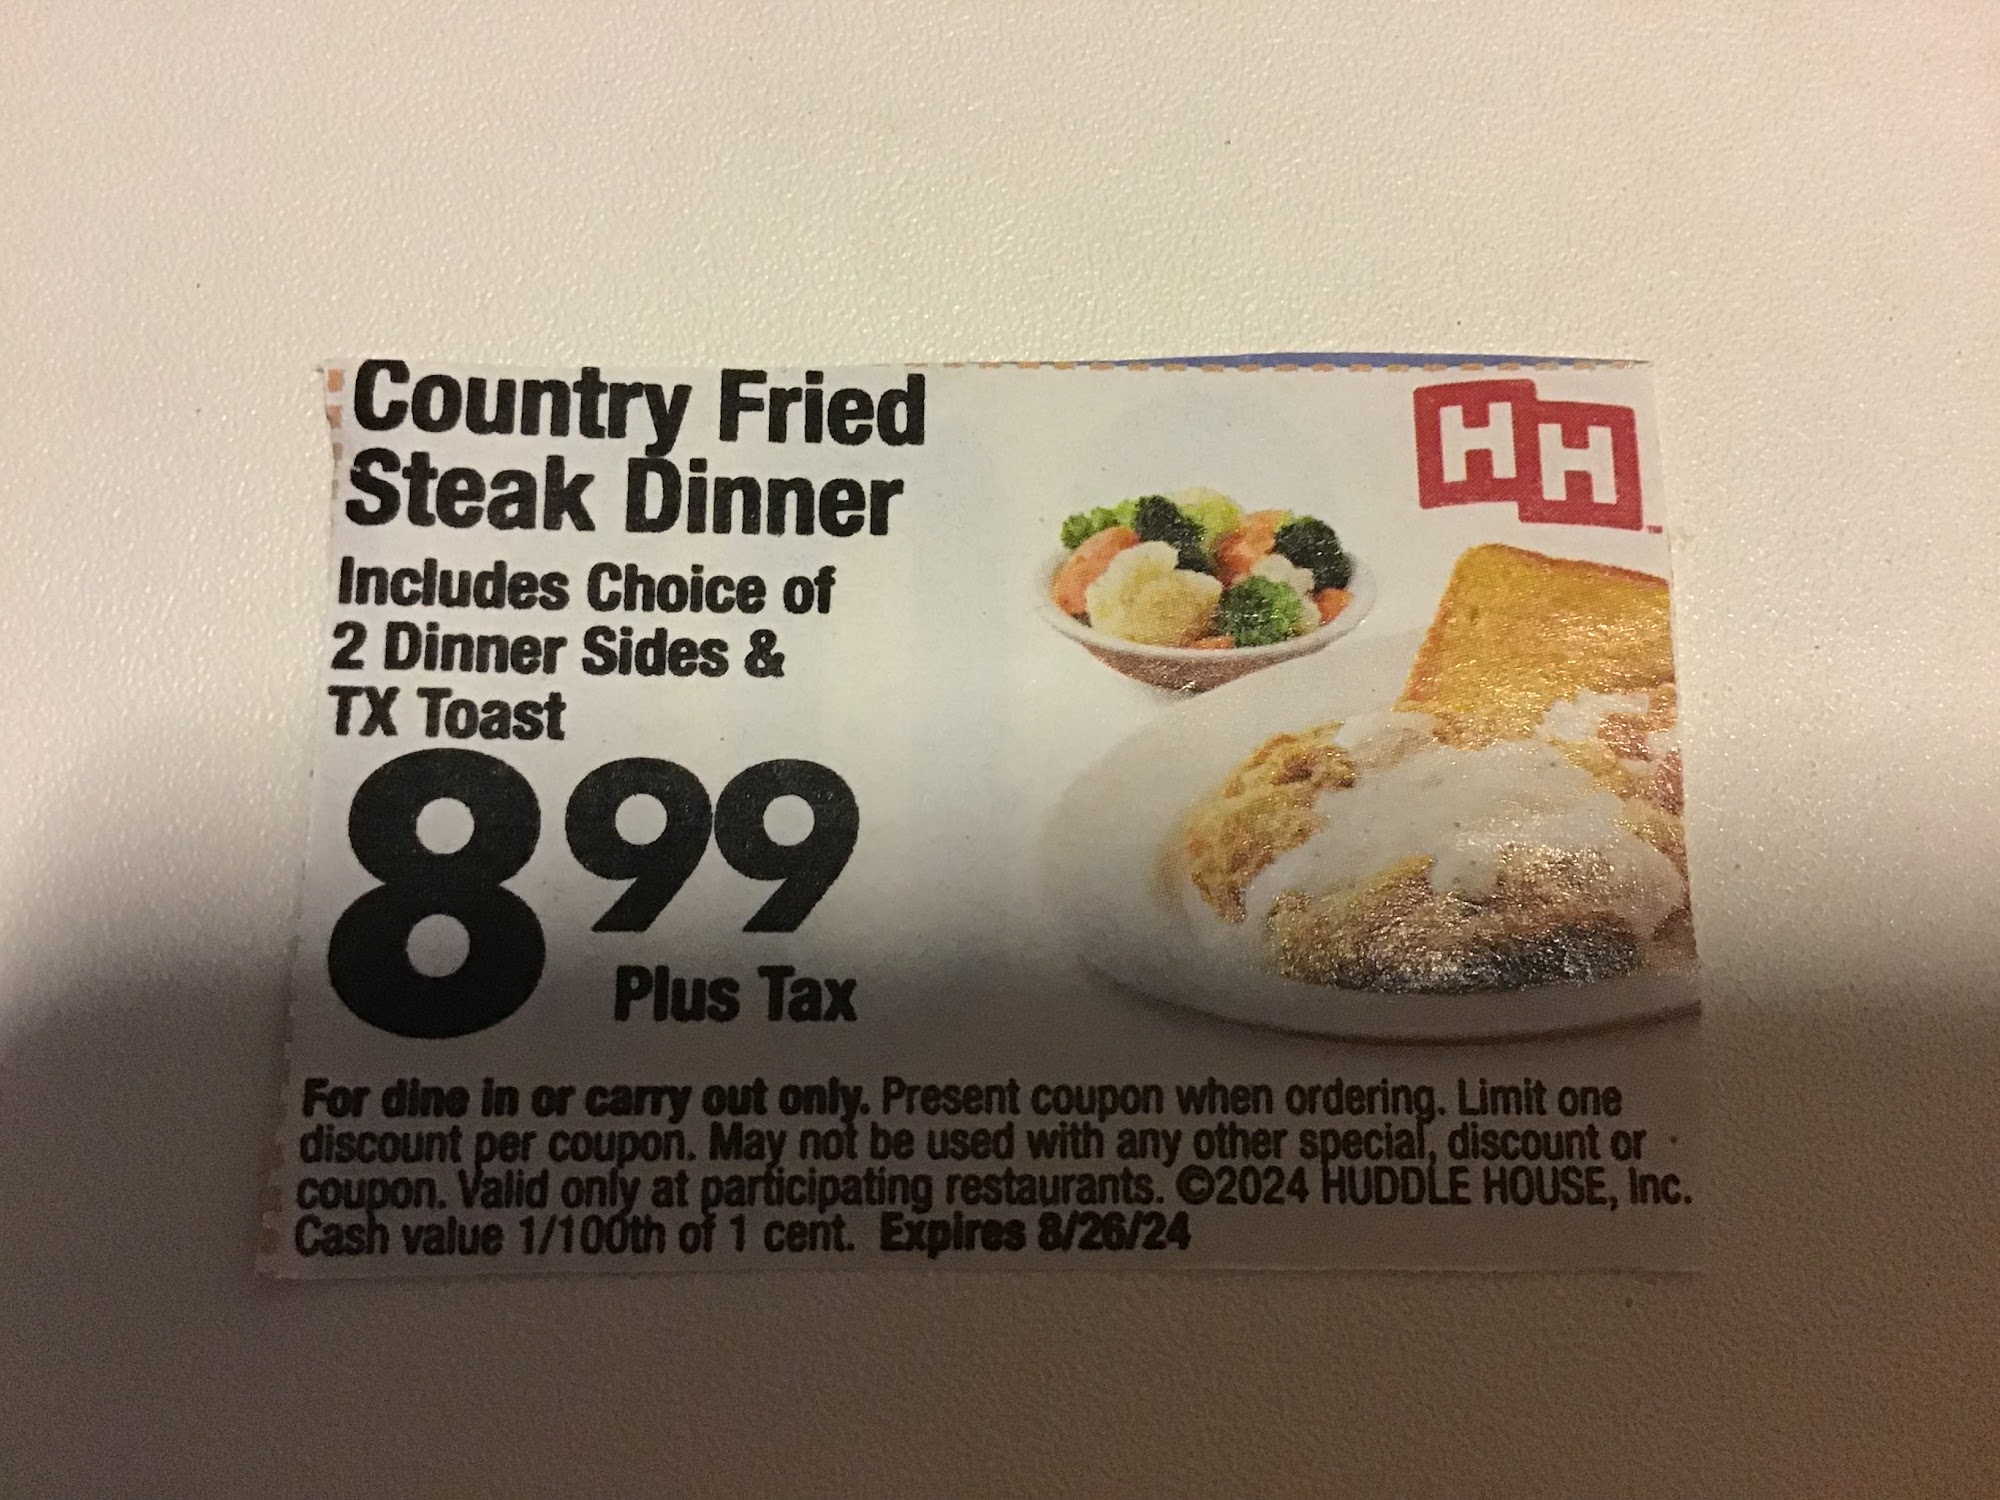 Country Fried
Steak Dinner
Includes Choice of
2 Dinner Sides &
TX Toast
8 99
Plus Tax
HH™
For dine in or carry out only. Present coupon when ordering. Limit one
discount per coupon. May not be used with any other special, discount or
coupon. Valid only at participating restaurants. ©2024 HUDDLE HOUSE, Inc.
Cash value 1/100th of 1 cent. Expires 8/26/24